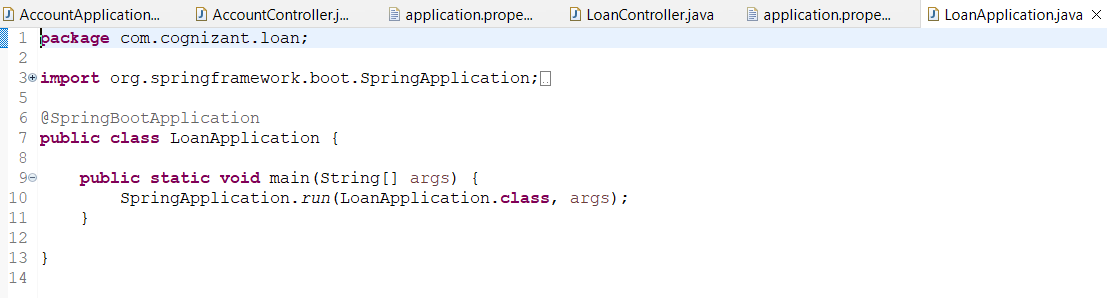 AccountApplication... AccountController.j... application.prope... LoanController.java application.prope... LoanApplication.java
1 package com.cognizant.loan;
2
3 import org.springframework.boot.SpringApplication;
5
6 @SpringBootApplication
7 public class LoanApplication {
8
9 public static void main(String[] args) {
10 SpringApplication.run(LoanApplication.class, args);
11 }
12
13 }
14